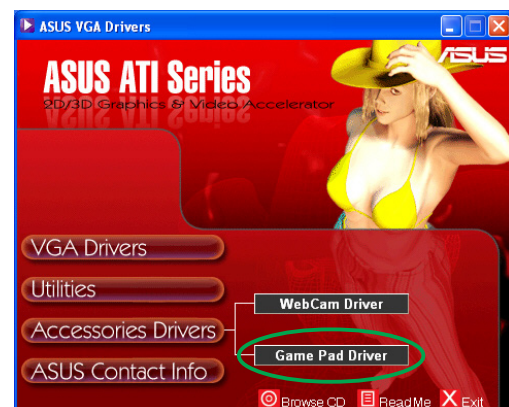 ASUS VGA Drivers
ASUS
ASUS ATI Series
2D/3D Graphics & Video Accelerator
VGA Drivers
Utilities
WebCam Driver
Accessories Drivers
Game Pad Driver
ASUS Contact Info
Browse CD ReadMe Exit